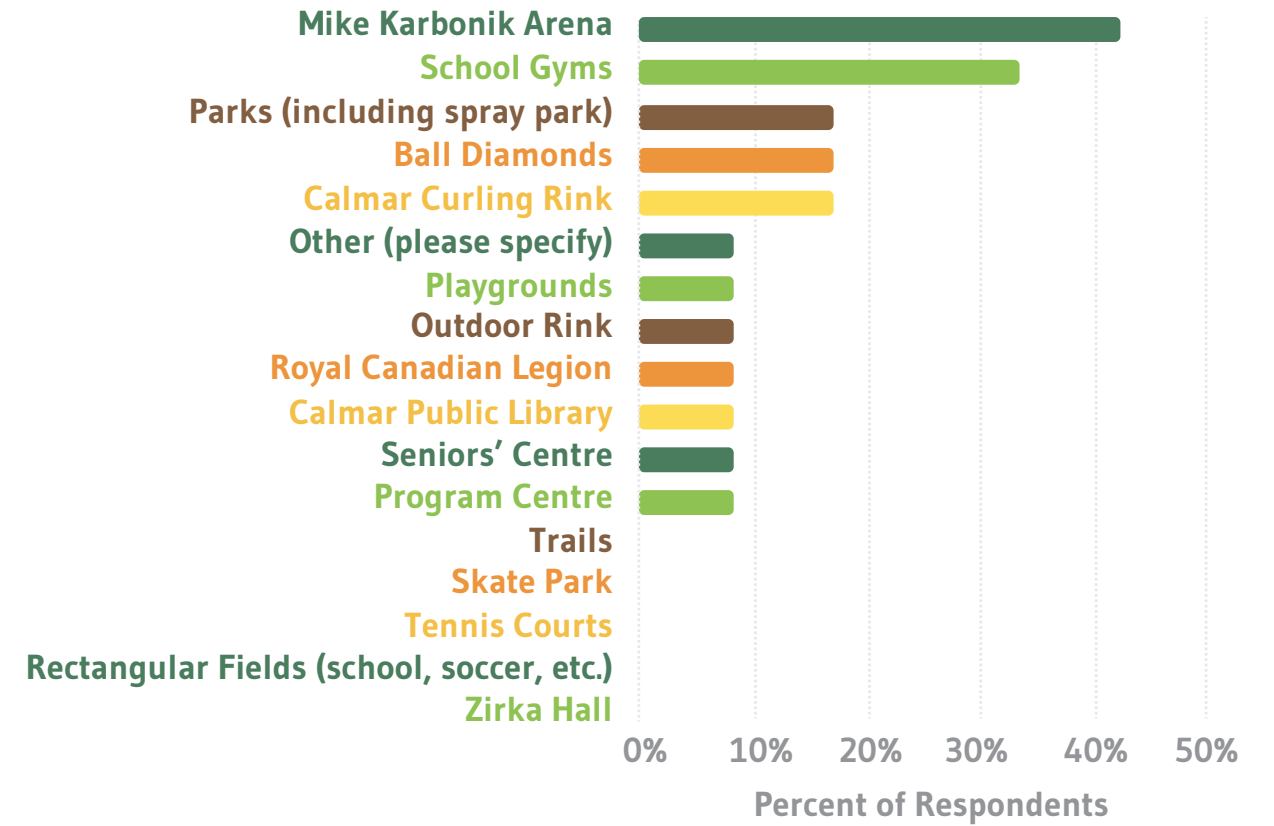 Mike Karbonik Arena
School Gyms
Parks (including spray park)
Ball Diamonds
Calmar Curling Rink
Other (please specify)
Playgrounds
Outdoor Rink
Royal Canadian Legion
Calmar Public Library
Seniors’ Centre
Program Centre
Trails
Skate Park
Tennis Courts
Rectangular Fields (school, soccer, etc.)
Zirka Hall
0% 10% 20% 30% 40% 50%
Percent of Respondents